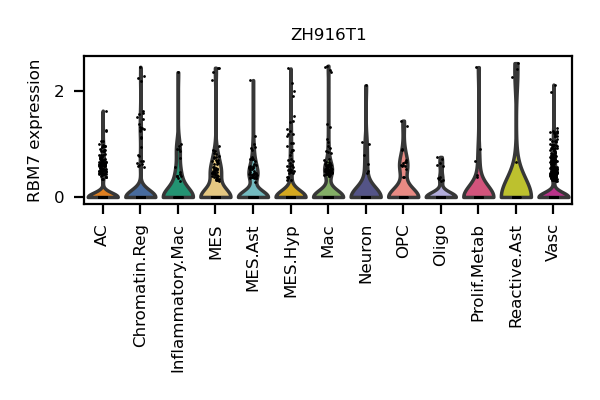 ZH916T1
RBM7 expression
2
0
AC
Chromatin.Reg
Inflammatory.Mac
MES
MES.Ast
MES.Hyp
Mac
Neuron
OPC
Oligo
Prolif.Metab
Reactive.Ast
Vasc